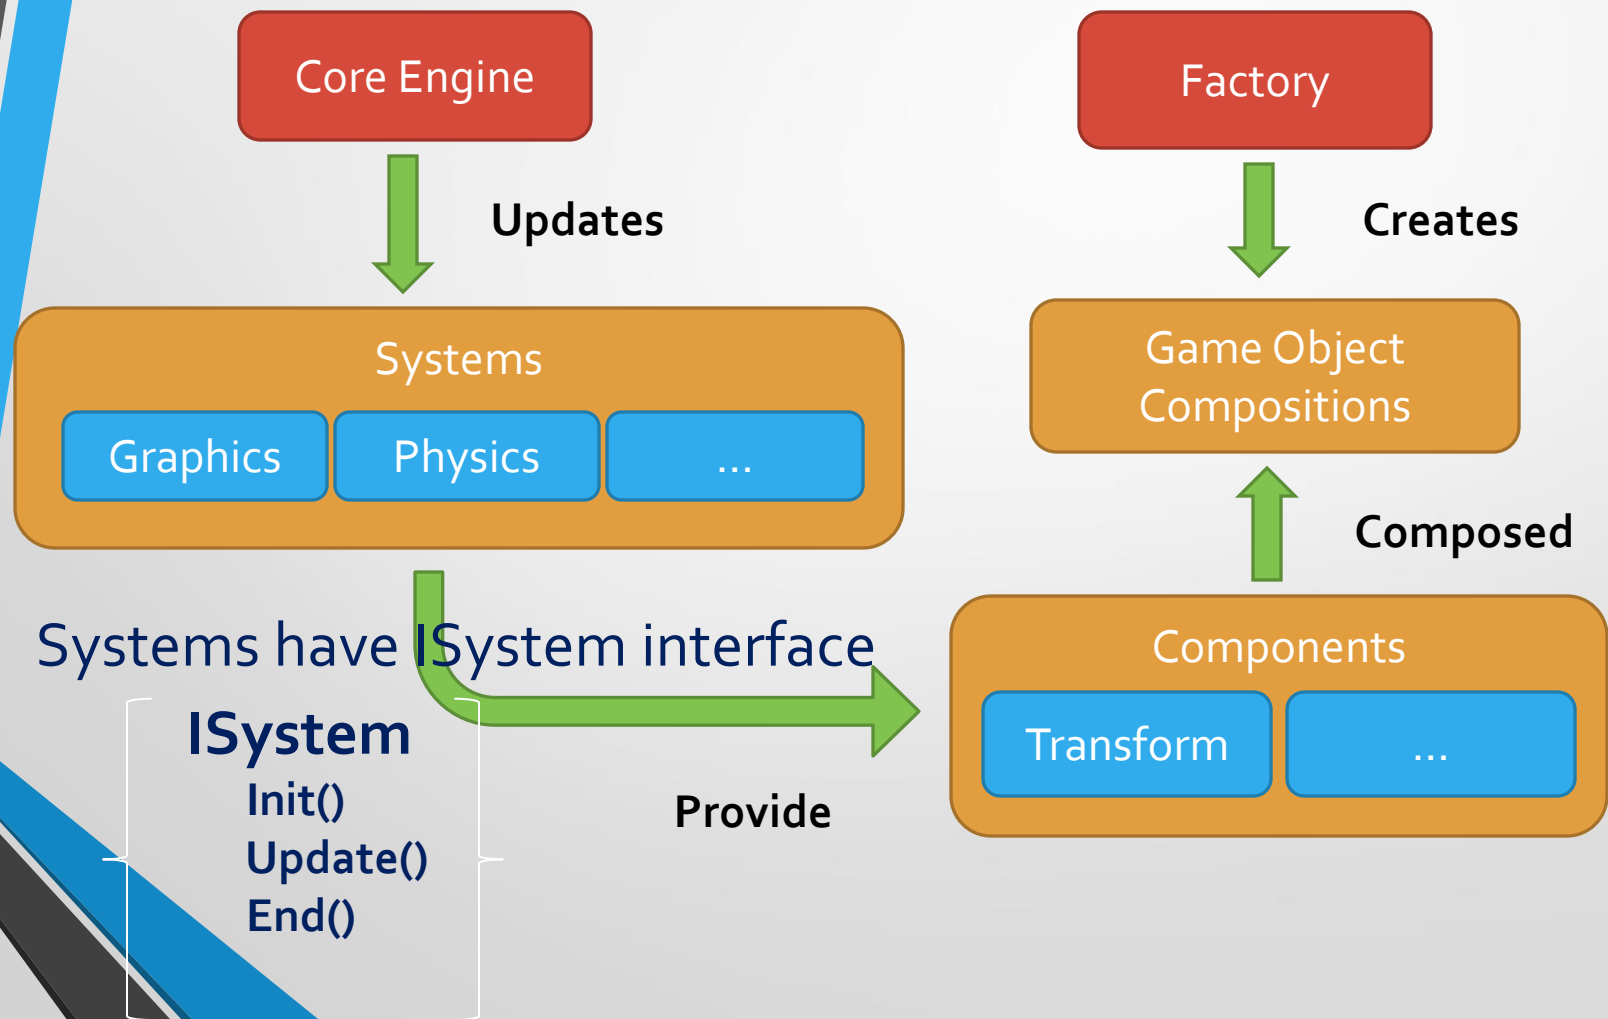 Core Engine
Factory
Updates
Creates
Systems
Graphics
Physics
...
Game Object
Compositions
Composed
Systems have ISystem interface
ISystem
Init()
Update()
End()
Provide
Components
Transform
...